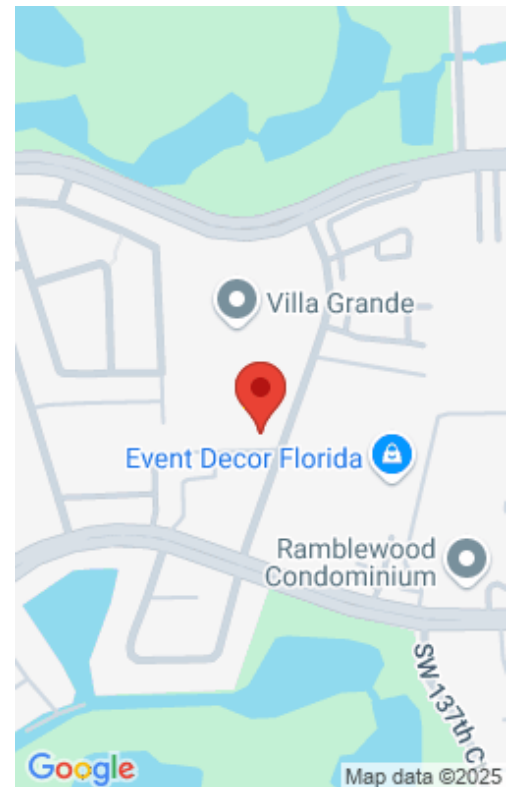 Villa Grande
Event Decor Florida
Ramblewood
Condominium
SW 137th C
Google
Map data ©2025